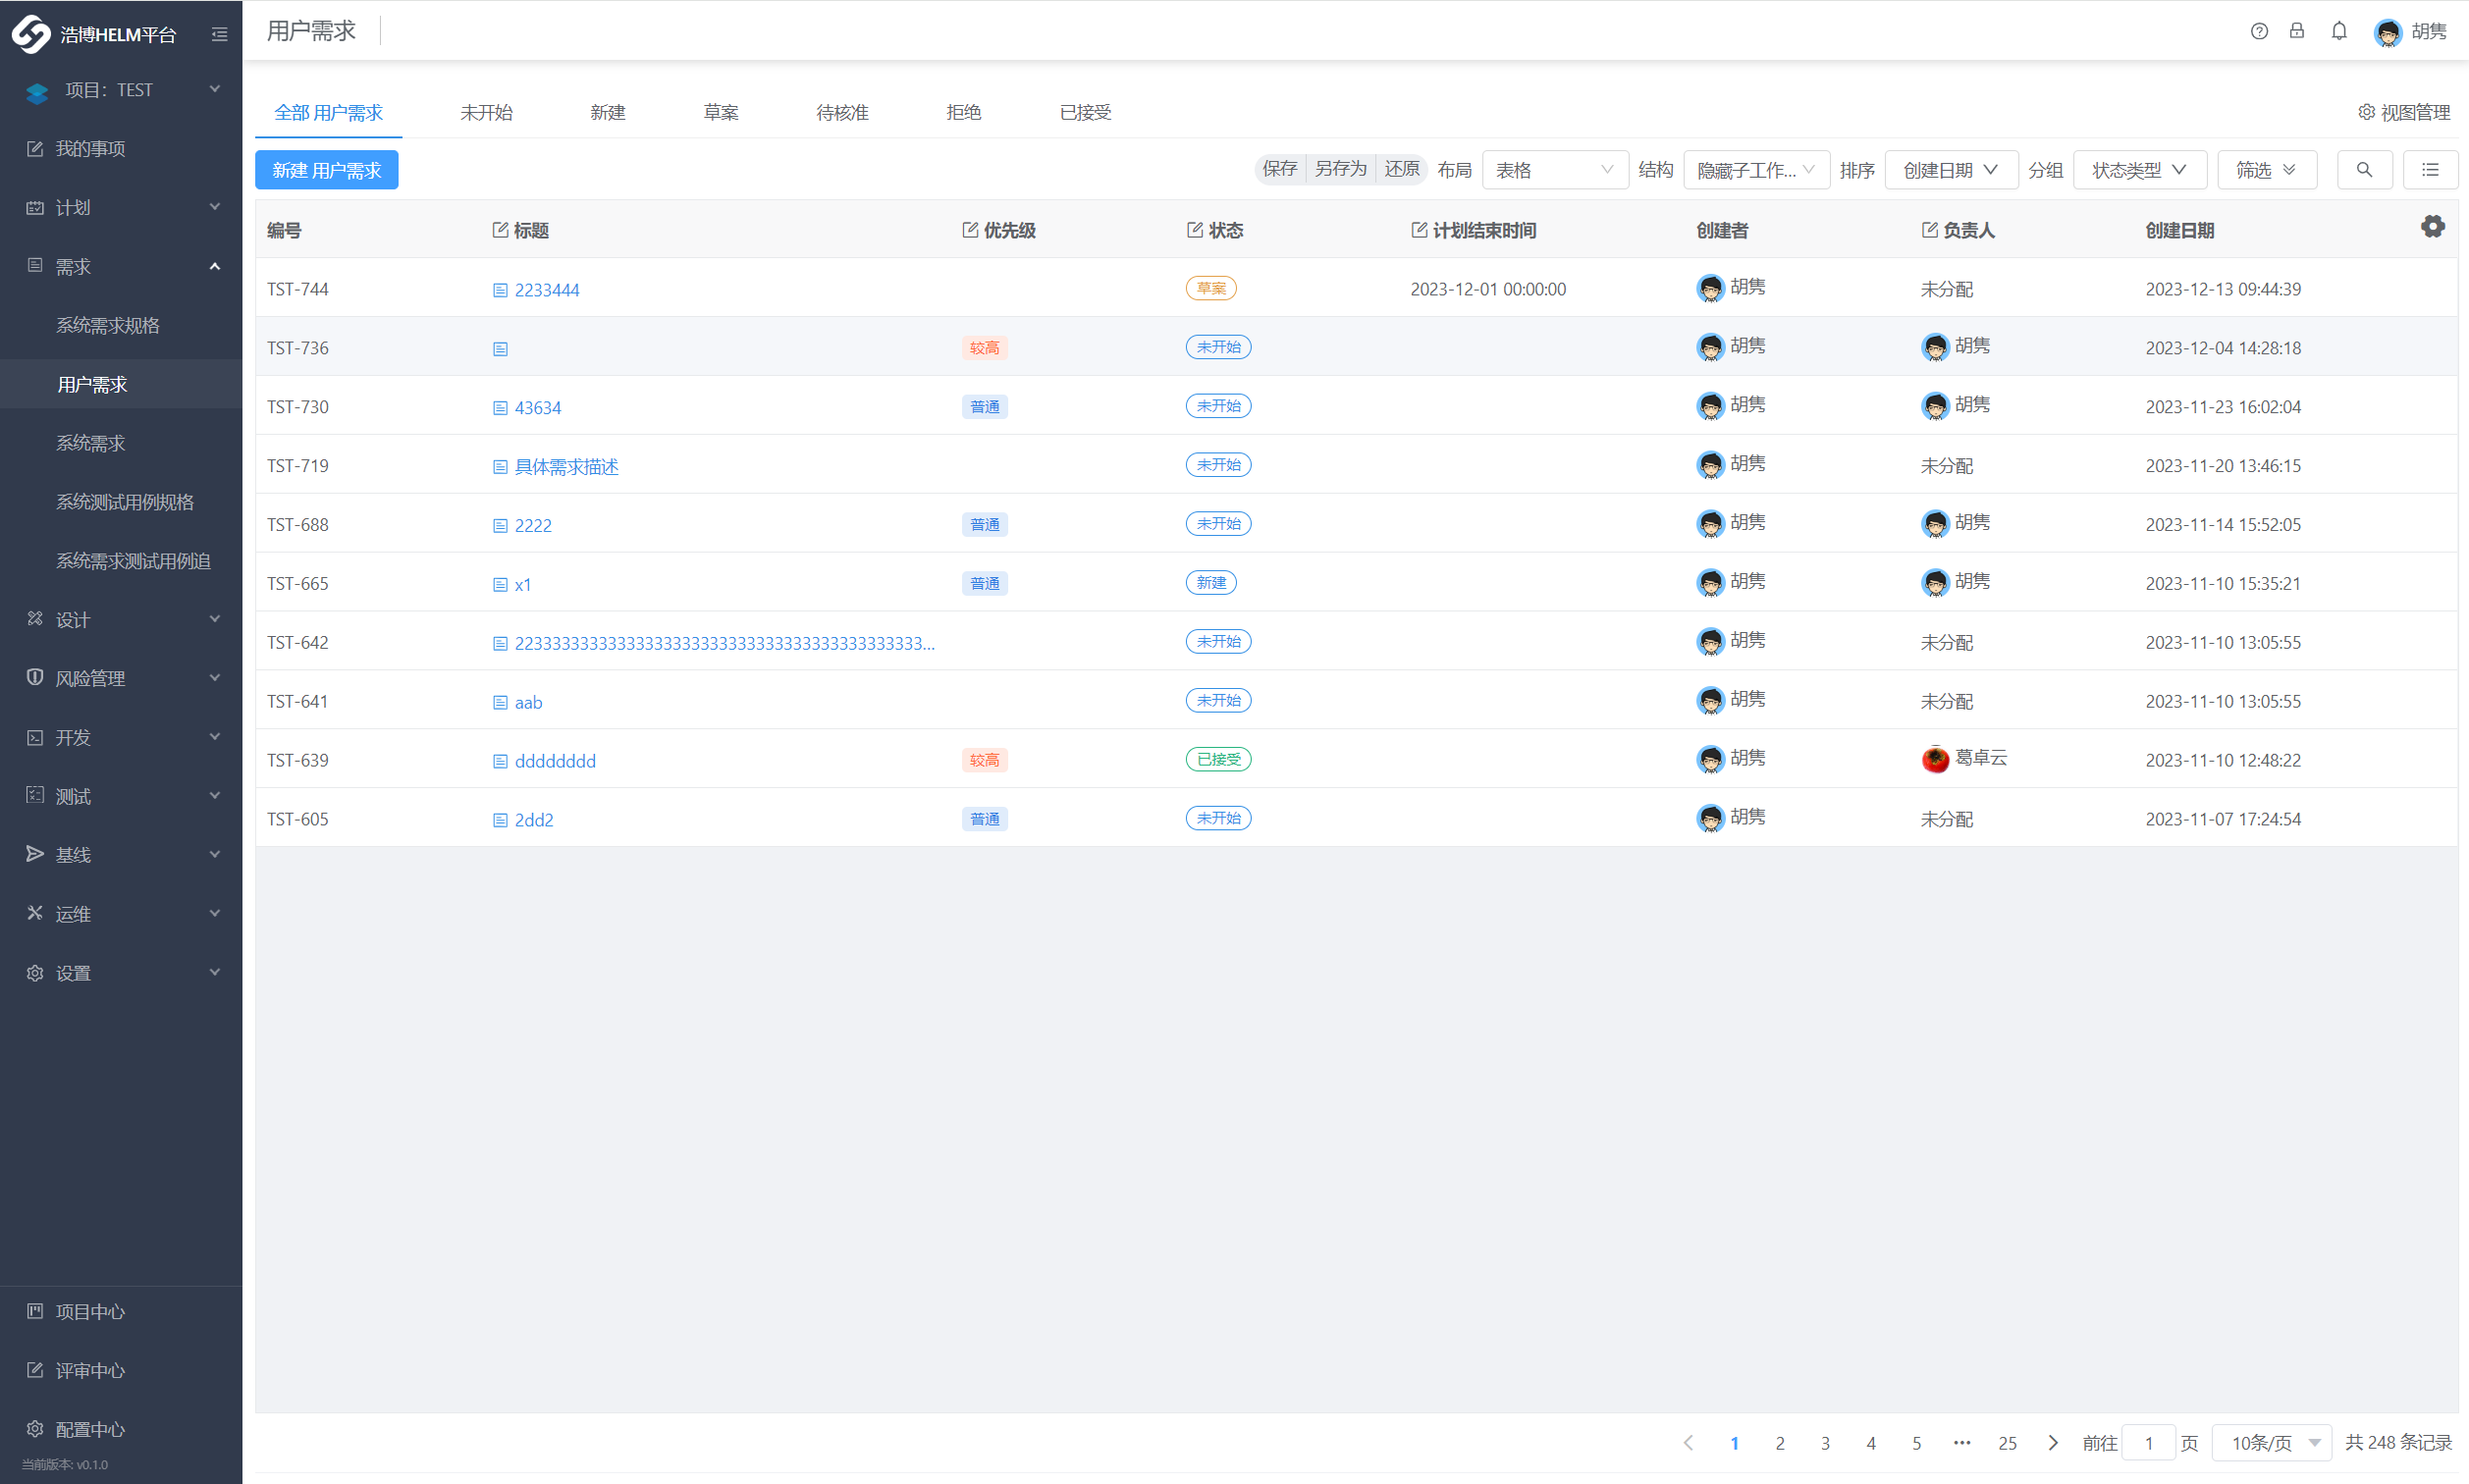 浩博HELM平台
项目：TEST
我的事项
计划
需求
系统需求规格
用户需求
系统需求
系统测试用例规格
系统需求测试用例追
设计
风险管理
开发
测试
基线
运维
设置
项目中心
评审中心
配置中心
当前版本: v0.1.0
用户需求
胡隽
全部 用户需求 未开始 新建 草案 待核准 拒绝 已接受 视图管理
新建 用户需求 保存 另存为 还原 布局 表格 结构 隐藏子工作... 排序 创建日期 分组 状态类型 筛选
编号 标题 优先级 状态 计划结束时间 创建者 负责人 创建日期
TST-744 2233444 草案 2023-12-01 00:00:00 胡隽 未分配 2023-12-13 09:44:39
TST-736 较高 未开始 胡隽 胡隽 2023-12-04 14:28:18
TST-730 43634 普通 未开始 胡隽 胡隽 2023-11-23 16:02:04
TST-719 具体需求描述 未开始 胡隽 未分配 2023-11-20 13:46:15
TST-688 2222 普通 未开始 胡隽 胡隽 2023-11-14 15:52:05
TST-665 x1 普通 新建 胡隽 胡隽 2023-11-10 15:35:21
TST-642 22333333333333333333333333333333333333333333... 未开始 胡隽 未分配 2023-11-10 13:05:55
TST-641 aab 未开始 胡隽 未分配 2023-11-10 13:05:55
TST-639 dddddddd 较高 已接受 胡隽 葛卓云 2023-11-10 12:48:22
TST-605 2dd2 普通 未开始 胡隽 未分配 2023-11-07 17:24:54
1 2 3 4 5 ••• 25 前往 1 页 10条/页 共 248 条记录